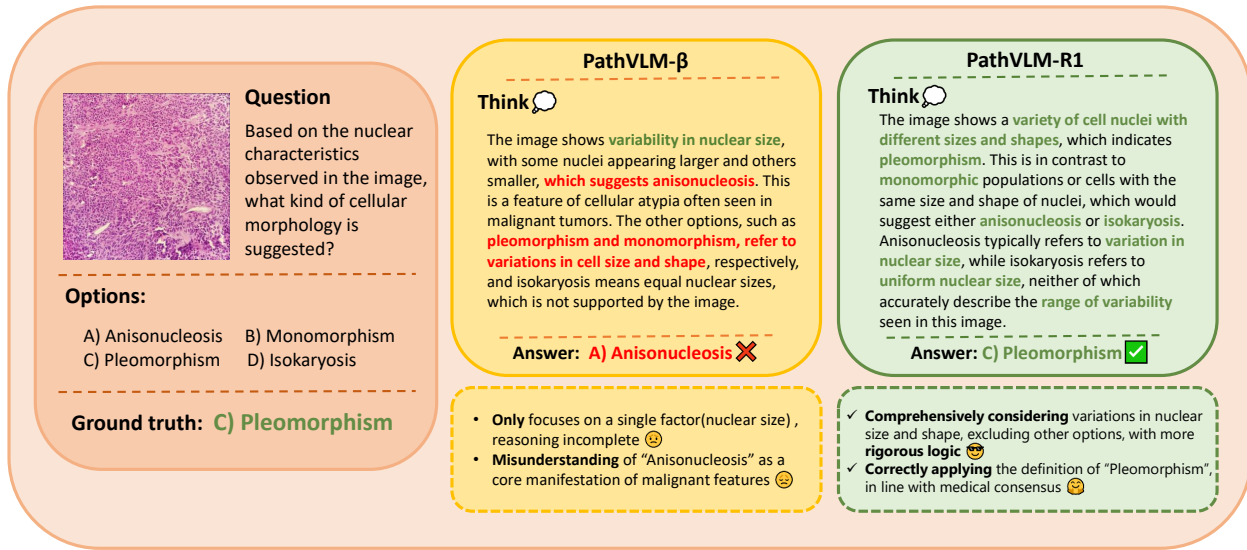 Question
Based on the nuclear
characteristics
observed in the image,
what kind of cellular
morphology is
suggested?
Options:
A) Anisonucleosis B) Monomorphism
C) Pleomorphism D) Isokaryosis
Ground truth: C) Pleomorphism
PathVLM-β
Think
The image shows variability in nuclear size,
with some nuclei appearing larger and others
smaller, which suggests anisonucleosis. This
is a feature of cellular atypia often seen in
malignant tumors. The other options, such as
pleomorphism and monomorphism, refer to
variations in cell size and shape, respectively,
and isokaryosis means equal nuclear sizes,
which is not supported by the image.
Answer: A) Anisonucleosis
• Only focuses on a single factor(nuclear size) ,
reasoning incomplete
• Misunderstanding of “Anisonucleosis” as a
core manifestation of malignant features
PathVLM-R1
Think
The image shows a variety of cell nuclei with
different sizes and shapes, which indicates
pleomorphism. This is in contrast to
monomorphic populations or cells with the
same size and shape of nuclei, which would
suggest either anisonucleosis or isokaryosis.
Anisonucleosis typically refers to variation in
nuclear size, while isokaryosis refers to
uniform nuclear size, neither of which
accurately describe the range of variability
seen in this image.
Answer: C) Pleomorphism
✓ Comprehensively considering variations in nuclear
size and shape, excluding other options, with more
rigorous logic
✓ Correctly applying the definition of “Pleomorphism”,
in line with medical consensus